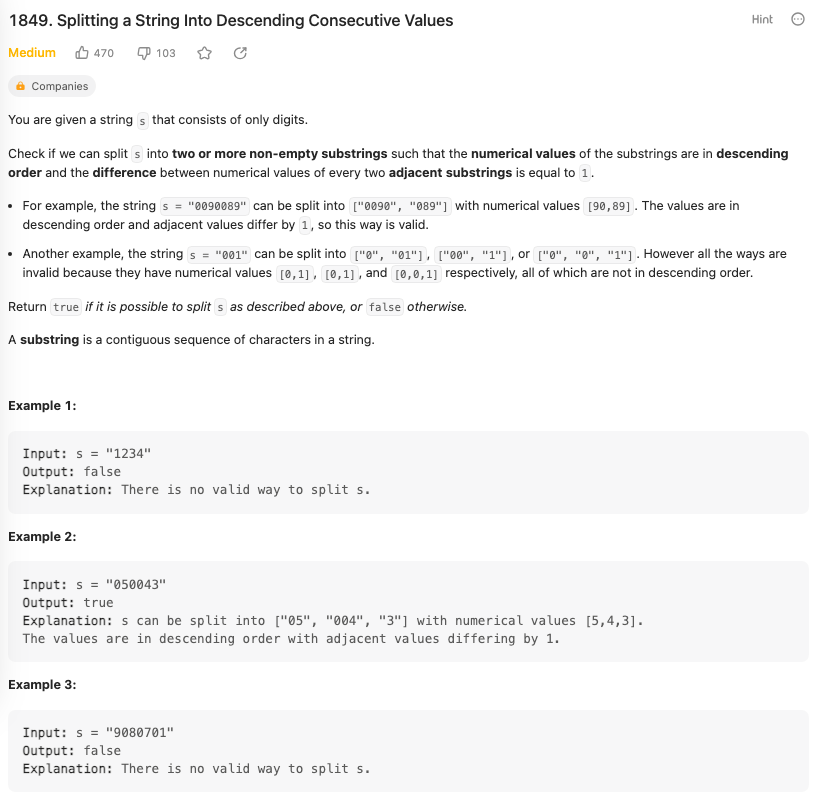 1849. Splitting a String Into Descending Consecutive Values
Hint
Medium 470 103
Companies
You are given a string s that consists of only digits.
Check if we can split s into two or more non-empty substrings such that the numerical values of the substrings are in descending
order and the difference between numerical values of every two adjacent substrings is equal to 1.
• For example, the string s = "0090089" can be split into ["0090", "089"] with numerical values [90,89]. The values are in
descending order and adjacent values differ by 1, so this way is valid.
• Another example, the string s = "001" can be split into ["0", "01"], ["00", "1"], or ["0", "0", "1"]. However all the ways are
invalid because they have numerical values [0,1], [0,1], and [0,0,1] respectively, all of which are not in descending order.
Return true if it is possible to split s as described above, or false otherwise.
A substring is a contiguous sequence of characters in a string.
Example 1:
Input: s = "1234"
Output: false
Explanation: There is no valid way to split s.
Example 2:
Input: s = "050043"
Output: true
Explanation: s can be split into ["05", "004", "3"] with numerical values [5,4,3].
The values are in descending order with adjacent values differing by 1.
Example 3:
Input: s = "9080701"
Output: false
Explanation: There is no valid way to split s.